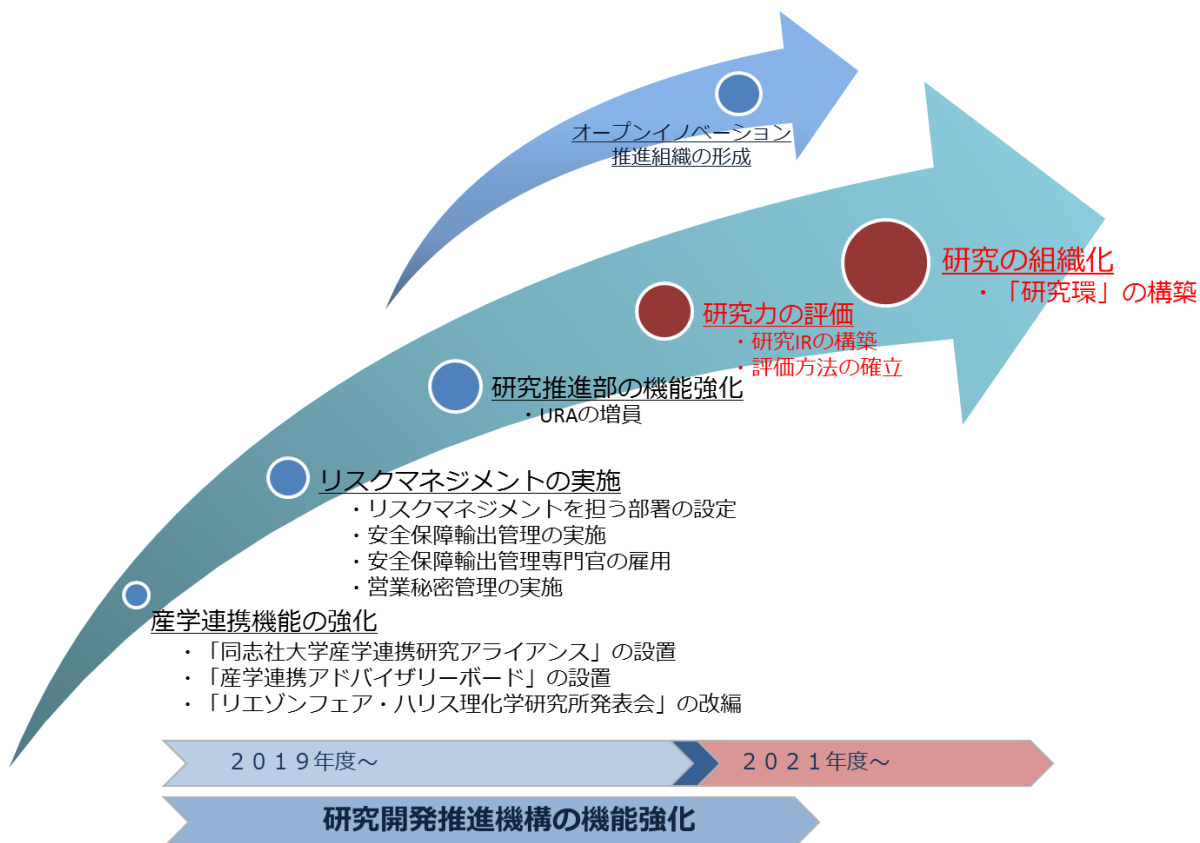 オープンイノベーション
推進組織の形成
研究の組織化
・「研究環」の構築
研究力の評価
・研究IRの構築
・評価方法の確立
研究推進部の機能強化
・URAの増員
リスクマネジメントの実施
・リスクマネジメントを担う部署の設定
・安全保障輸出管理の実施
・安全保障輸出管理専門官の雇用
・営業秘密管理の実施
産学連携機能の強化
・「同志社大学産学連携研究アライアンス」の設置
・「産学連携アドバイザリーボード」の設置
・「リエゾンフェア・ハリス理化学研究所発表会」の改編
２０１９年度～
２０２１年度～
研究開発推進機構の機能強化